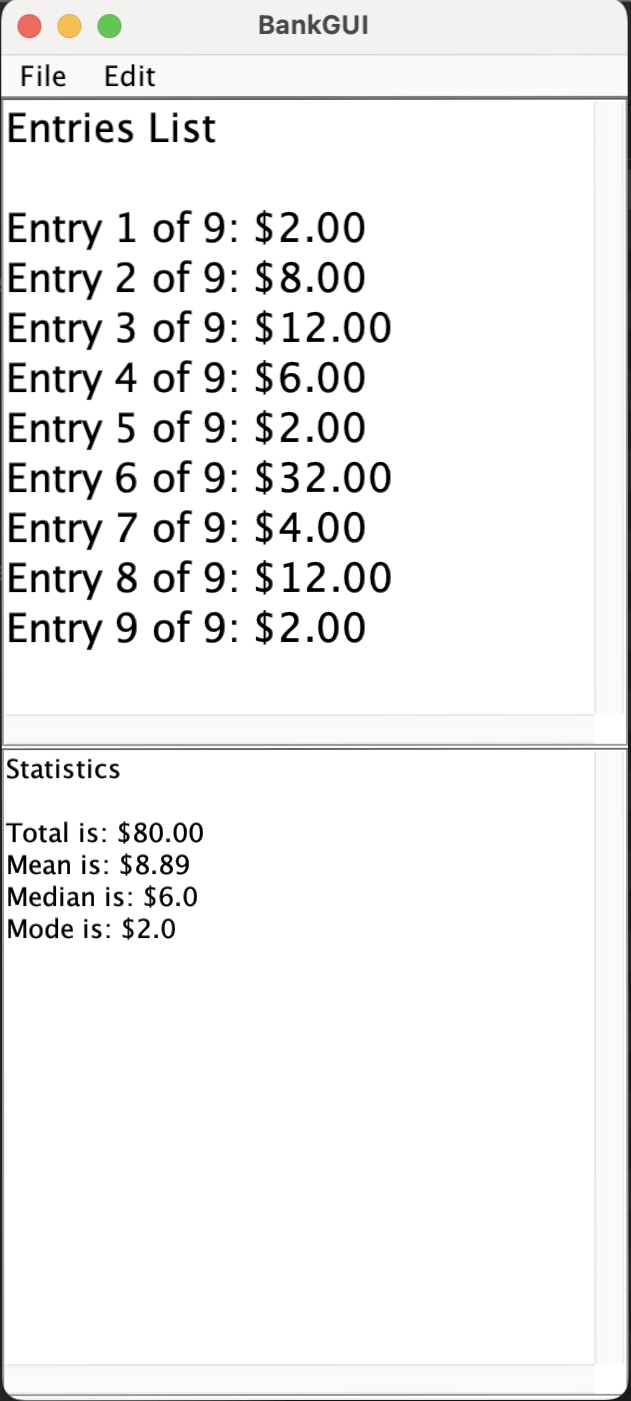 BankGUI
File Edit
Entries List
Entry 1 of 9: $2.00
Entry 2 of 9: $8.00
Entry 3 of 9: $12.00
Entry 4 of 9: $6.00
Entry 5 of 9: $2.00
Entry 6 of 9: $32.00
Entry 7 of 9: $4.00
Entry 8 of 9: $12.00
Entry 9 of 9: $2.00
Statistics
Total is: $80.00
Mean is: $8.89
Median is: $6.0
Mode is: $2.0